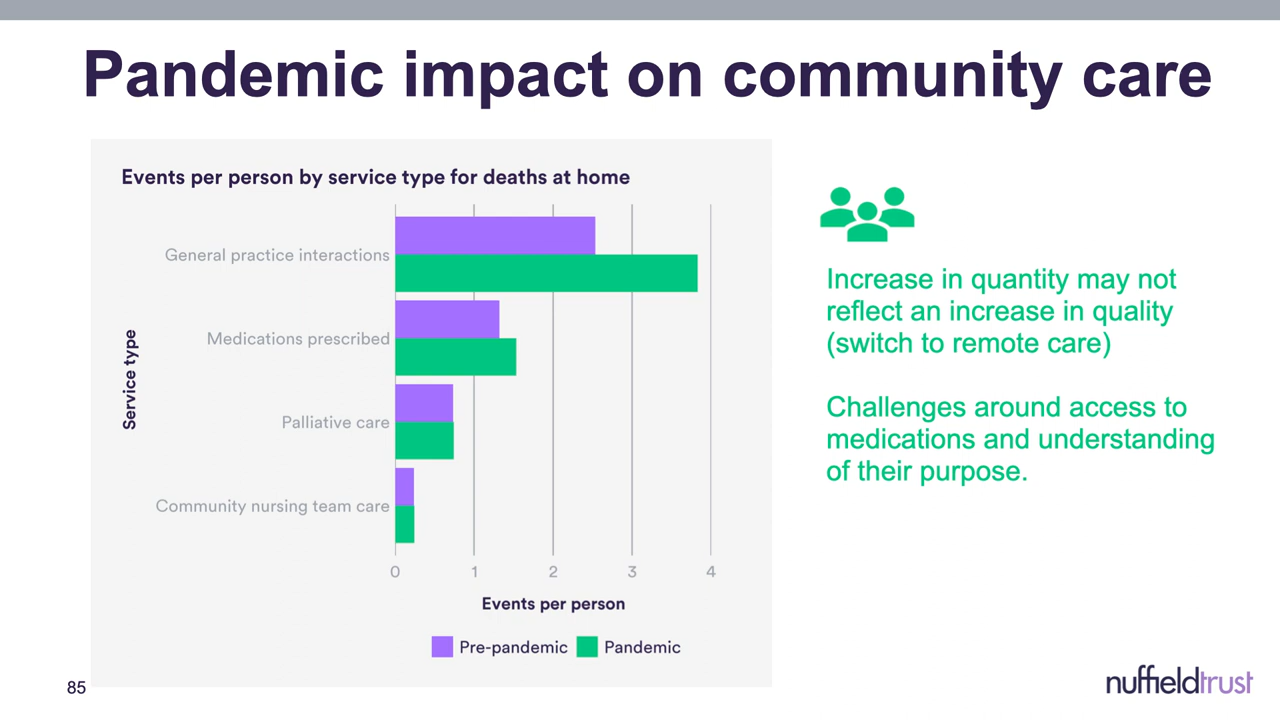 Pandemic impact on community care
Events per person by service type for deaths at home
Service type
General practice interactions
Medications prescribed
Palliative care
Community nursing team care
0 1 2 3 4
Events per person
Pre-pandemic Pandemic
Increase in quantity may not
reflect an increase in quality
(switch to remote care)
Challenges around access to
medications and understanding
of their purpose.
85
nuffieldtrust